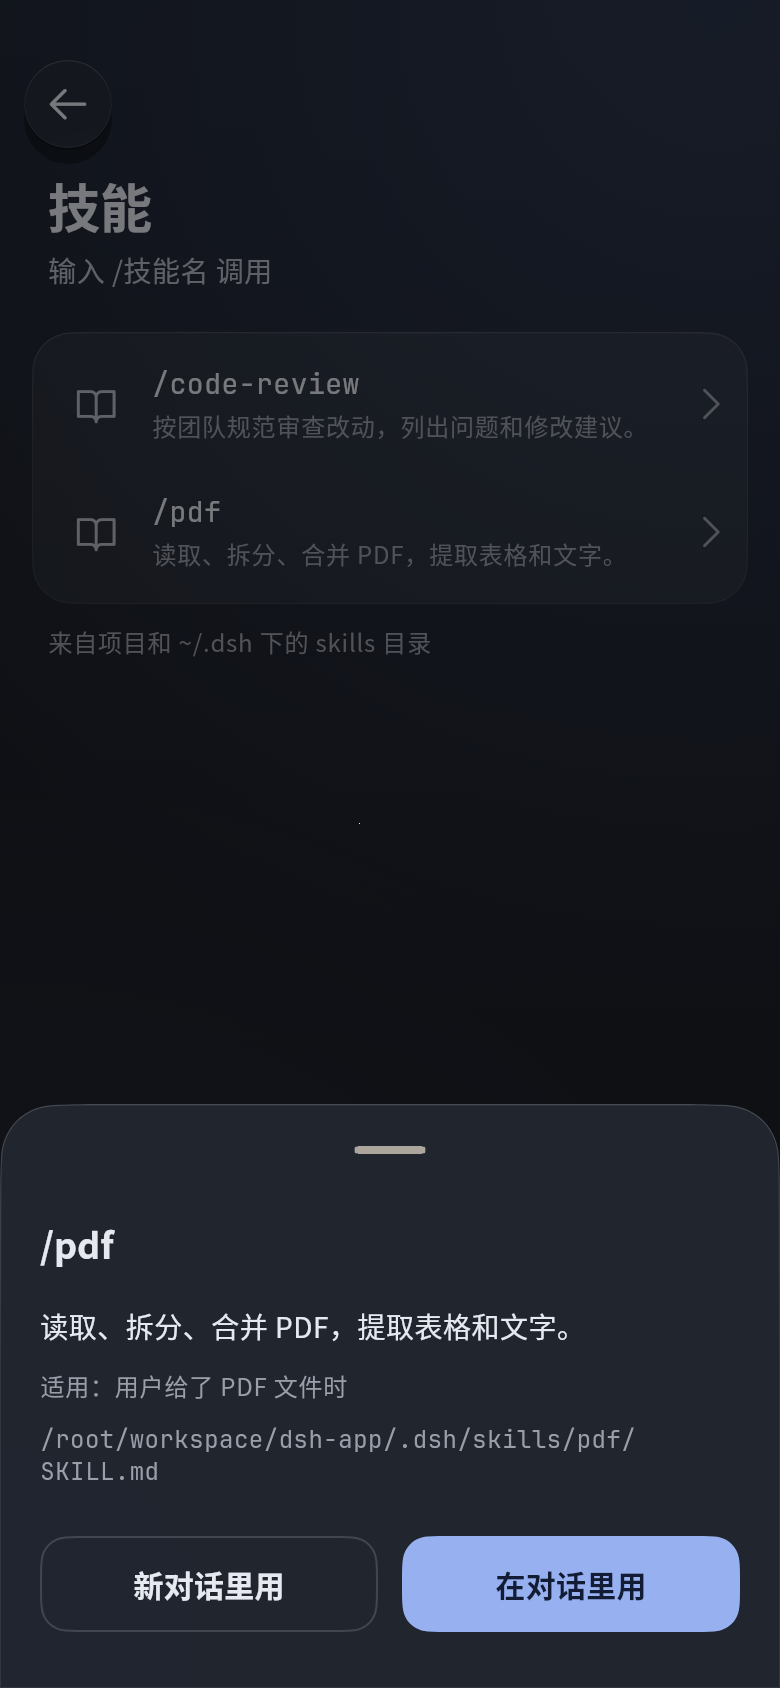 技能
输入 /技能名 调用
/code-review
按团队规范审查改动，列出问题和修改建议。
/pdf
读取、拆分、合并 PDF，提取表格和文字。
来自项目和 ~/.dsh 下的 skills 目录
/pdf
读取、拆分、合并 PDF，提取表格和文字。
适用：用户给了 PDF 文件时
/root/workspace/dsh-app/.dsh/skills/pdf/
SKILL.md
新对话里用
在对话里用